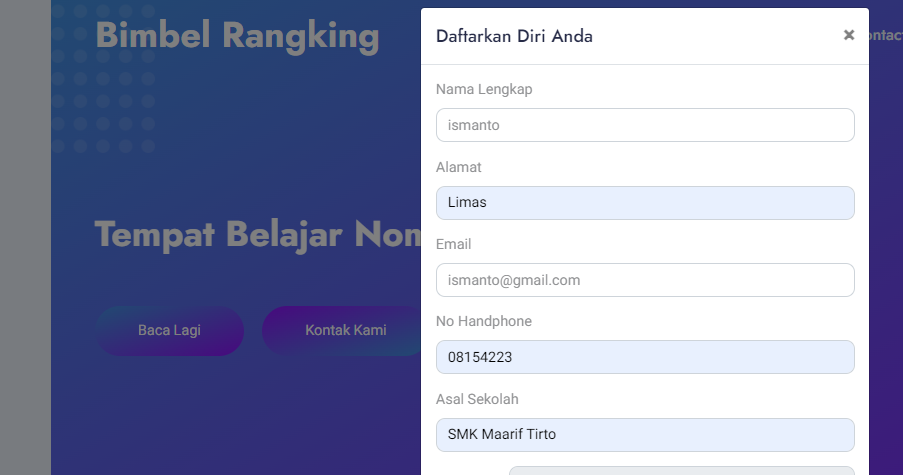 Bimbel Rangking
Tempat Belajar Nom
Baca Lagi
Kontak Kami
ontact
Daftarkan Diri Anda
×
Nama Lengkap
ismanto
Alamat
Limas
Email
ismanto@gmail.com
No Handphone
08154223
Asal Sekolah
SMK Maarif Tirto